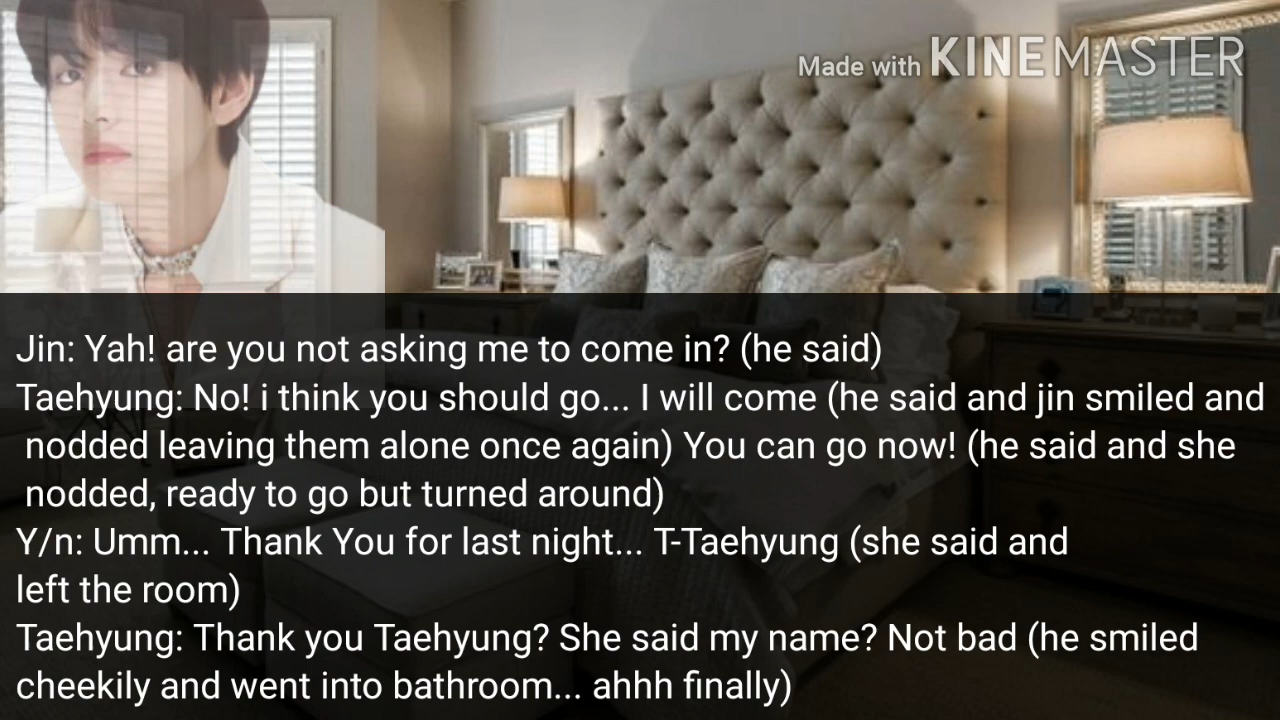 Made with KINEMASTER
Jin: Yah! are you not asking me to come in? (he said)
Taehyung: No! i think you should go... I will come (he said and jin smiled and
nodded leaving them alone once again) You can go now! (he said and she
nodded, ready to go but turned around)
Y/n: Umm... Thank You for last night... T-Taehyung (she said and
left the room)
Taehyung: Thank you Taehyung? She said my name? Not bad (he smiled
cheekily and went into bathroom... ahhh finally)